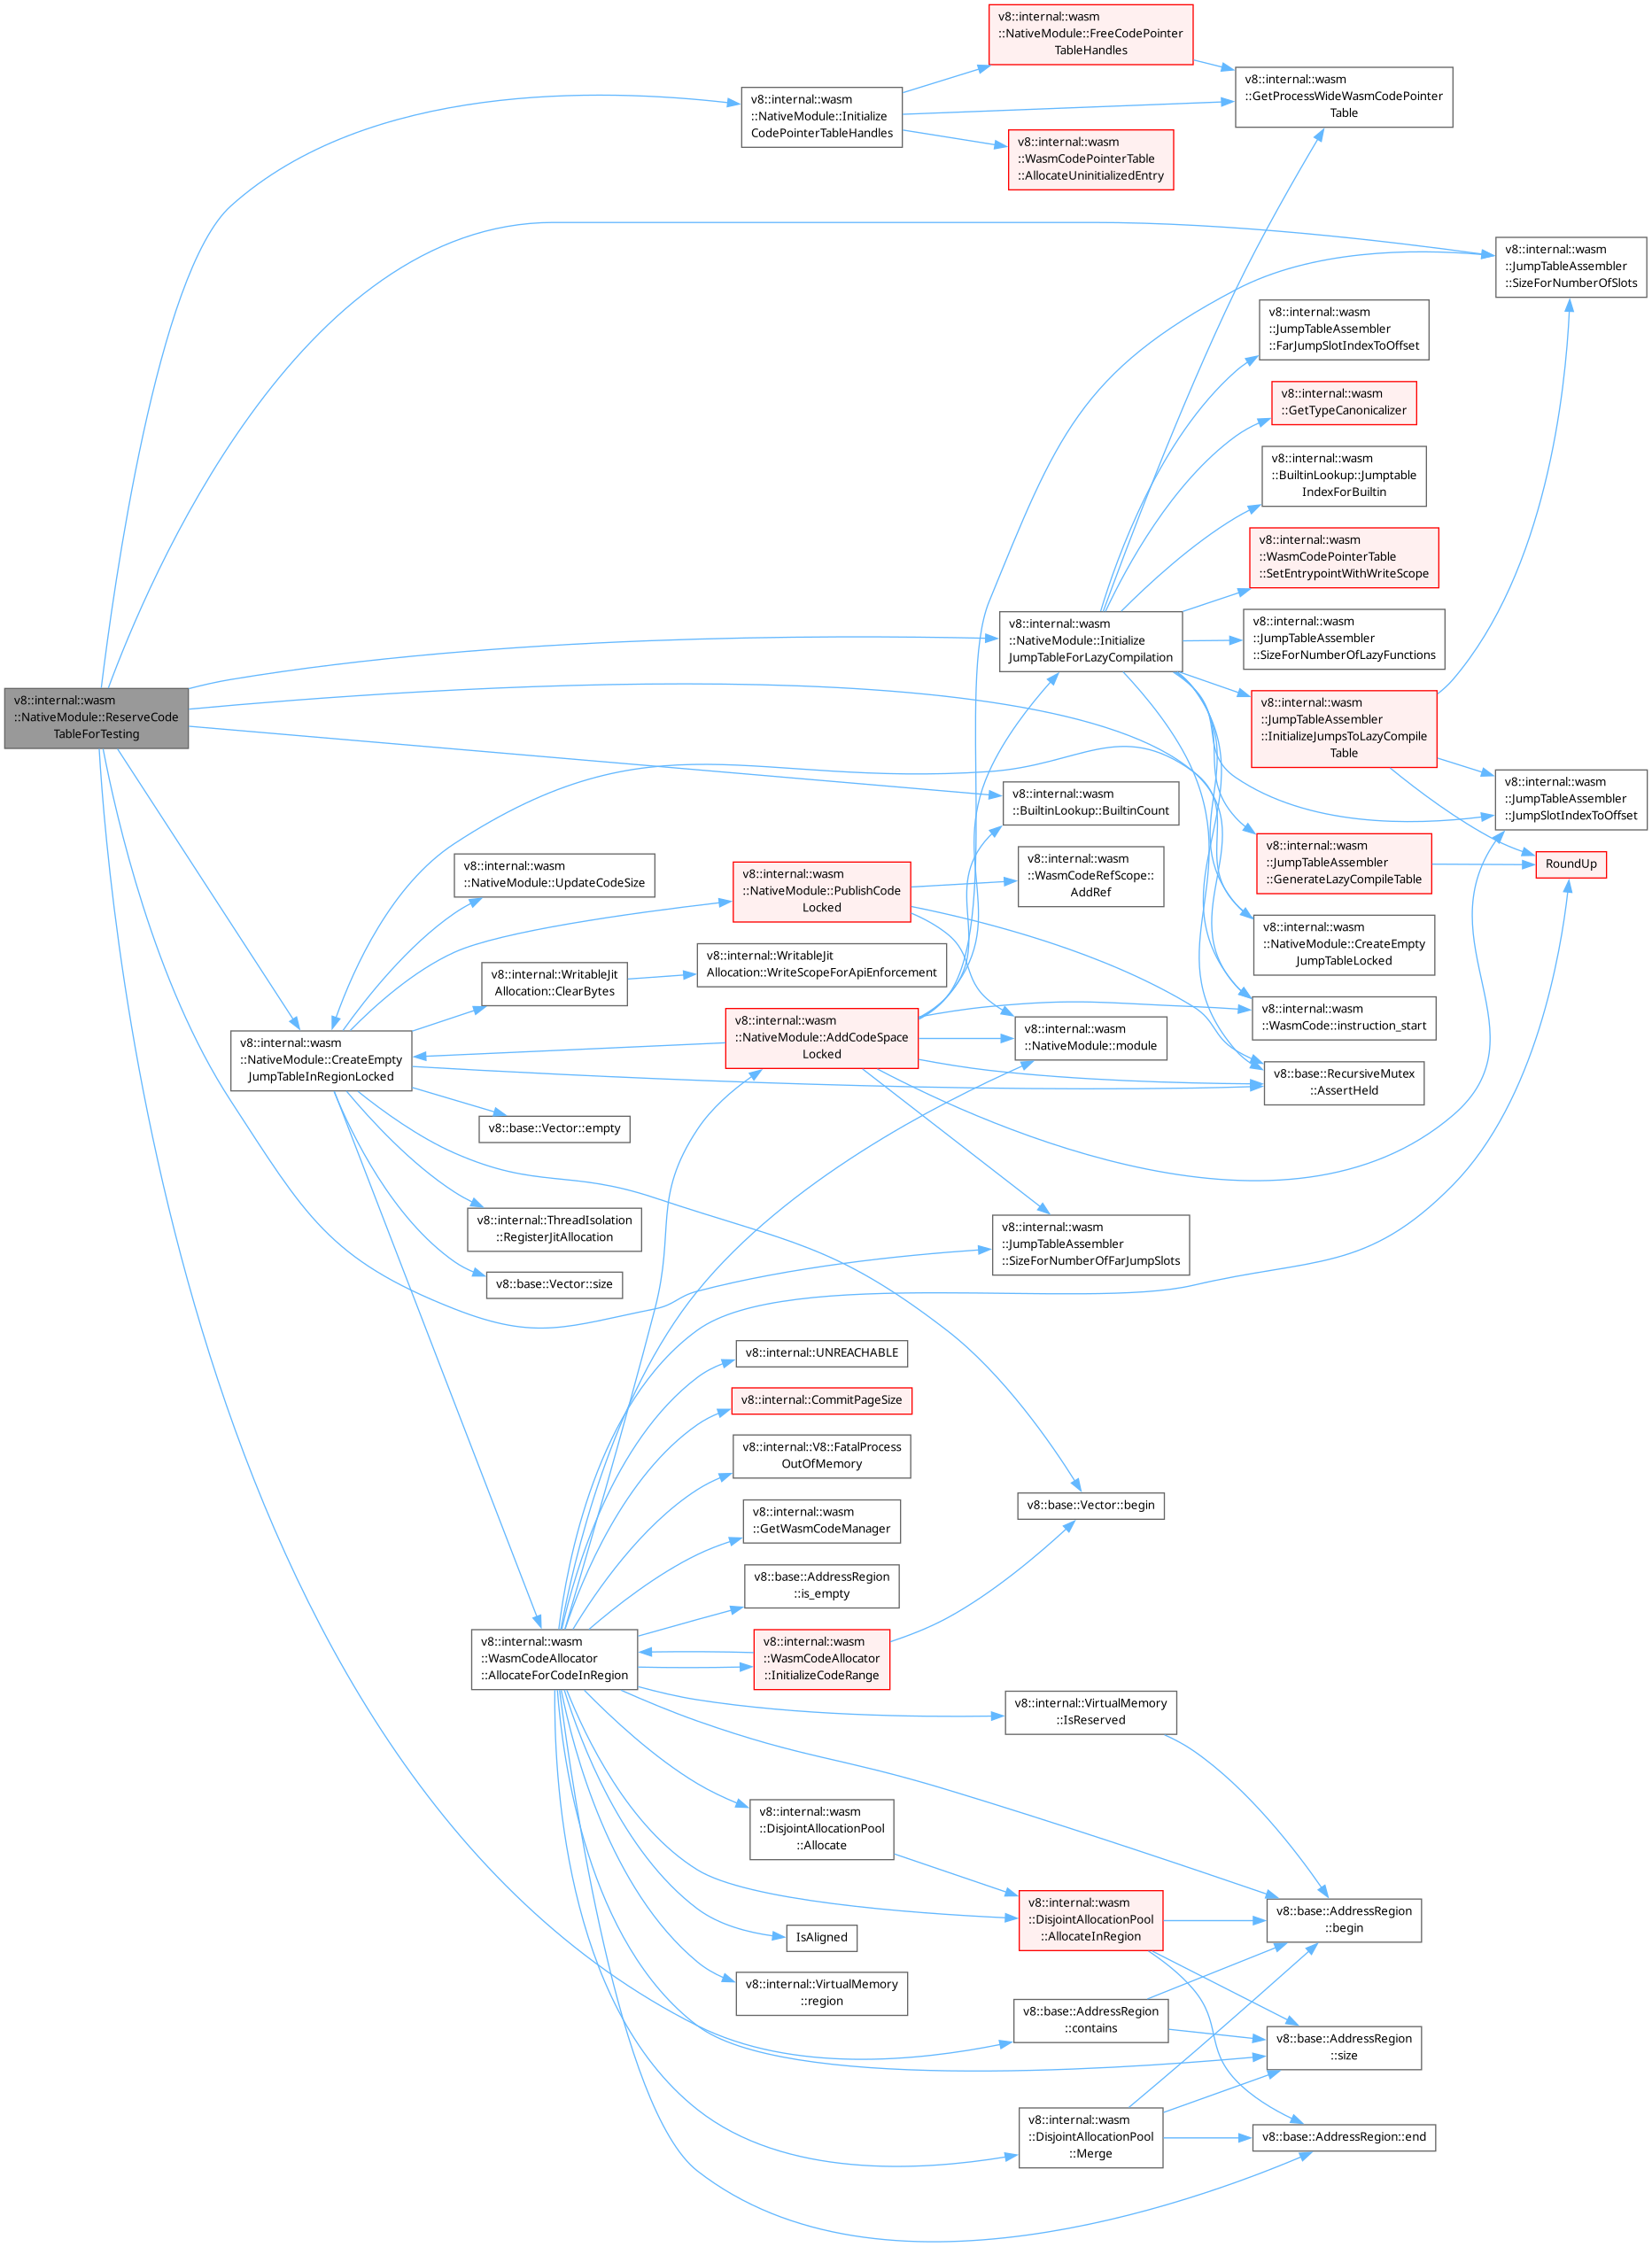 v8::internal::wasm
::NativeModule::FreeCodePointer
TableHandles
v8::internal::wasm
::GetProcessWideWasmCodePointer
Table
v8::internal::wasm
::NativeModule::Initialize
CodePointerTableHandles
v8::internal::wasm
::WasmCodePointerTable
::AllocateUninitializedEntry
v8::internal::wasm
::JumpTableAssembler
::SizeForNumberOfSlots
v8::internal::wasm
::JumpTableAssembler
::FarJumpSlotIndexToOffset
v8::internal::wasm
::GetTypeCanonicalizer
v8::internal::wasm
::BuiltinLookup::Jumptable
IndexForBuiltin
v8::internal::wasm
::WasmCodePointerTable
::SetEntrypointWithWriteScope
v8::internal::wasm
::NativeModule::Initialize
JumpTableForLazyCompilation
v8::internal::wasm
::JumpTableAssembler
::SizeForNumberOfLazyFunctions
v8::internal::wasm
::NativeModule::ReserveCode
TableForTesting
v8::internal::wasm
::JumpTableAssembler
::InitializeJumpsToLazyCompile
Table
v8::internal::wasm
::JumpTableAssembler
::JumpSlotIndexToOffset
v8::internal::wasm
::BuiltinLookup::BuiltinCount
v8::internal::wasm
::JumpTableAssembler
::GenerateLazyCompileTable
RoundUp
v8::internal::wasm
::NativeModule::UpdateCodeSize
v8::internal::wasm
::NativeModule::PublishCode
Locked
v8::internal::wasm
::WasmCodeRefScope::
AddRef
v8::internal::wasm
::NativeModule::CreateEmpty
JumpTableLocked
v8::internal::WritableJit
Allocation::ClearBytes
v8::internal::WritableJit
Allocation::WriteScopeForApiEnforcement
v8::internal::wasm
::WasmCode::instruction_start
v8::internal::wasm
::NativeModule::AddCodeSpace
Locked
v8::internal::wasm
::NativeModule::module
v8::internal::wasm
::NativeModule::CreateEmpty
JumpTableInRegionLocked
v8::base::RecursiveMutex
::AssertHeld
v8::base::Vector::empty
v8::internal::ThreadIsolation
::RegisterJitAllocation
v8::internal::wasm
::JumpTableAssembler
::SizeForNumberOfFarJumpSlots
v8::base::Vector::size
v8::internal::UNREACHABLE
v8::internal::CommitPageSize
v8::internal::V8::FatalProcess
OutOfMemory
v8::base::Vector::begin
v8::internal::wasm
::GetWasmCodeManager
v8::base::AddressRegion
::is_empty
v8::internal::wasm
::WasmCodeAllocator
::AllocateForCodeInRegion
v8::internal::wasm
::WasmCodeAllocator
::InitializeCodeRange
v8::internal::VirtualMemory
::IsReserved
v8::internal::wasm
::DisjointAllocationPool
::Allocate
v8::internal::wasm
::DisjointAllocationPool
::AllocateInRegion
v8::base::AddressRegion
::begin
IsAligned
v8::internal::VirtualMemory
::region
v8::base::AddressRegion
::contains
v8::base::AddressRegion
::size
v8::internal::wasm
::DisjointAllocationPool
::Merge
v8::base::AddressRegion::end